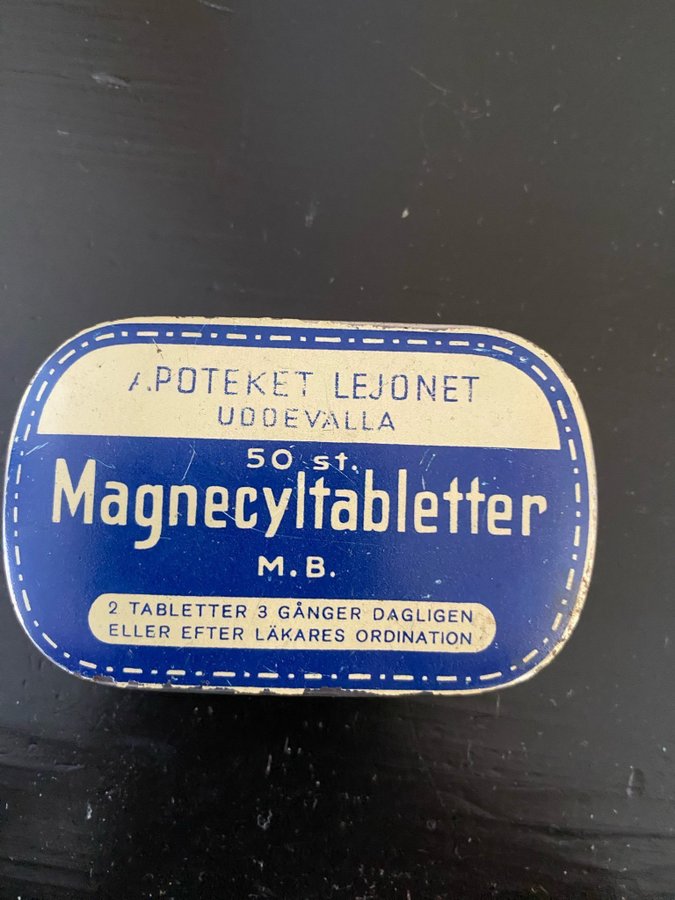 APOTEKET LEJONET
UDDEVALLA
50 st.
Magnecyltabletter
M.B.
2 TABLETTER 3 GÅNGER DAGLIGEN
ELLER EFTER LÄKARES ORDINATION